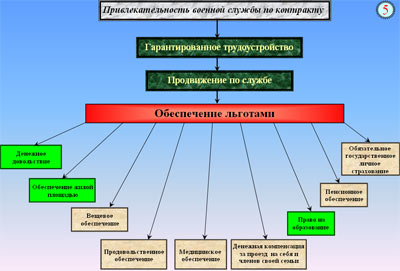 Привлекательность военной службы по контракту
5
Гарантированное трудоустройство
Продвижение по службе
Обеспечение льготами
Денежное
довольствие
Обеспечение жилой
площадью
Вещевое
обеспечение
Продовольственное
обеспечение
Медицинское
обеспечение
Денежная компенсация
за проезд на себя и
членов своей семьи
Право на
образование
Пенсионное
обеспечение
Обязательное
государственное
личное
страхование